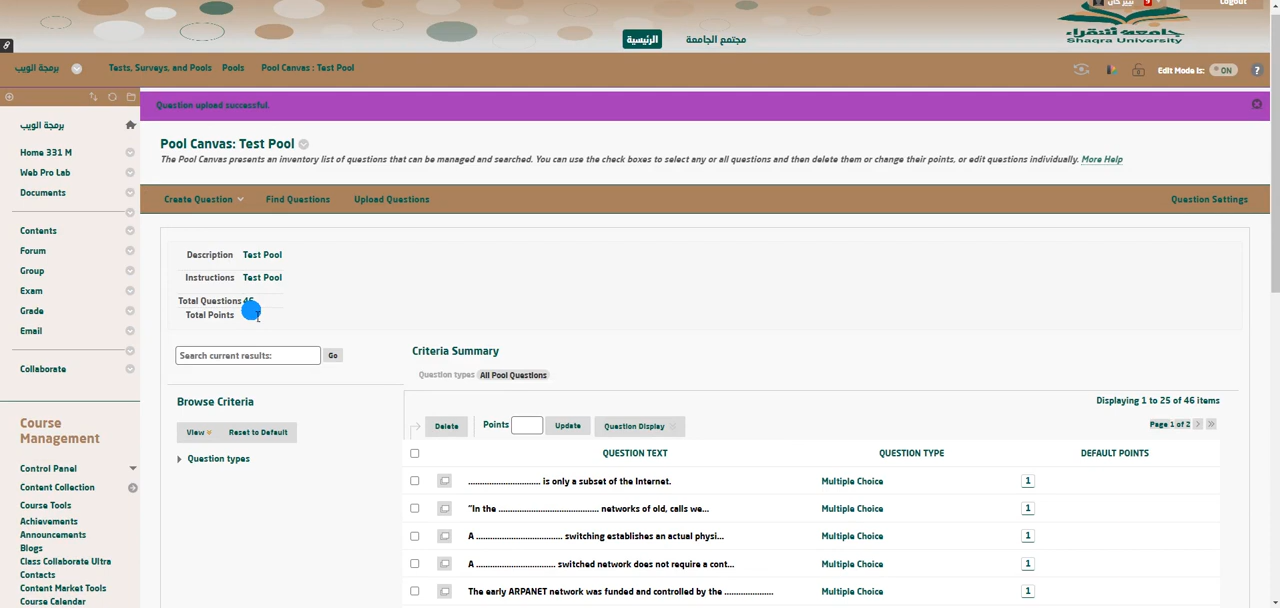 Logout
9
الرئيسية
مجتمع الجامعة
Shaqra University
برمجة الويب
Tests, Surveys, and Pools
Pools
Pool Canvas : Test Pool
Edit Mode is:
ON
?
Question upload successful.
برمجة الويب
Home 331 M
Web Pro Lab
Documents
Contents
Forum
Group
Exam
Grade
Email
Collaborate
Course
Management
Control Panel
Content Collection
Course Tools
Achievements
Announcements
Blogs
Class Collaborate Ultra
Contacts
Content Market Tools
Course Calendar
Pool Canvas: Test Pool
The Pool Canvas presents an inventory list of questions that can be managed and searched. You can use the check boxes to select any or all questions and then delete them or change their points, or edit questions individually. More Help
Create Question
Find Questions
Upload Questions
Question Settings
Description Test Pool
Instructions Test Pool
Total Questions 46
Total Points
Search current results:
Go
Criteria Summary
Question types All Pool Questions
Browse Criteria
View
Reset to Default
Question types
Displaying 1 to 25 of 46 items
Delete
Points
Update
Question Display
Page 1 of 2
QUESTION TEXT QUESTION TYPE DEFAULT POINTS
............................ is only a subset of the Internet. Multiple Choice 1
"In the ........................................ networks of old, calls we... Multiple Choice 1
A .................................. switching establishes an actual physi... Multiple Choice 1
A ................................ switched network does not require a cont... Multiple Choice 1
The early ARPANET network was funded and controlled by the .................... Multiple Choice 1